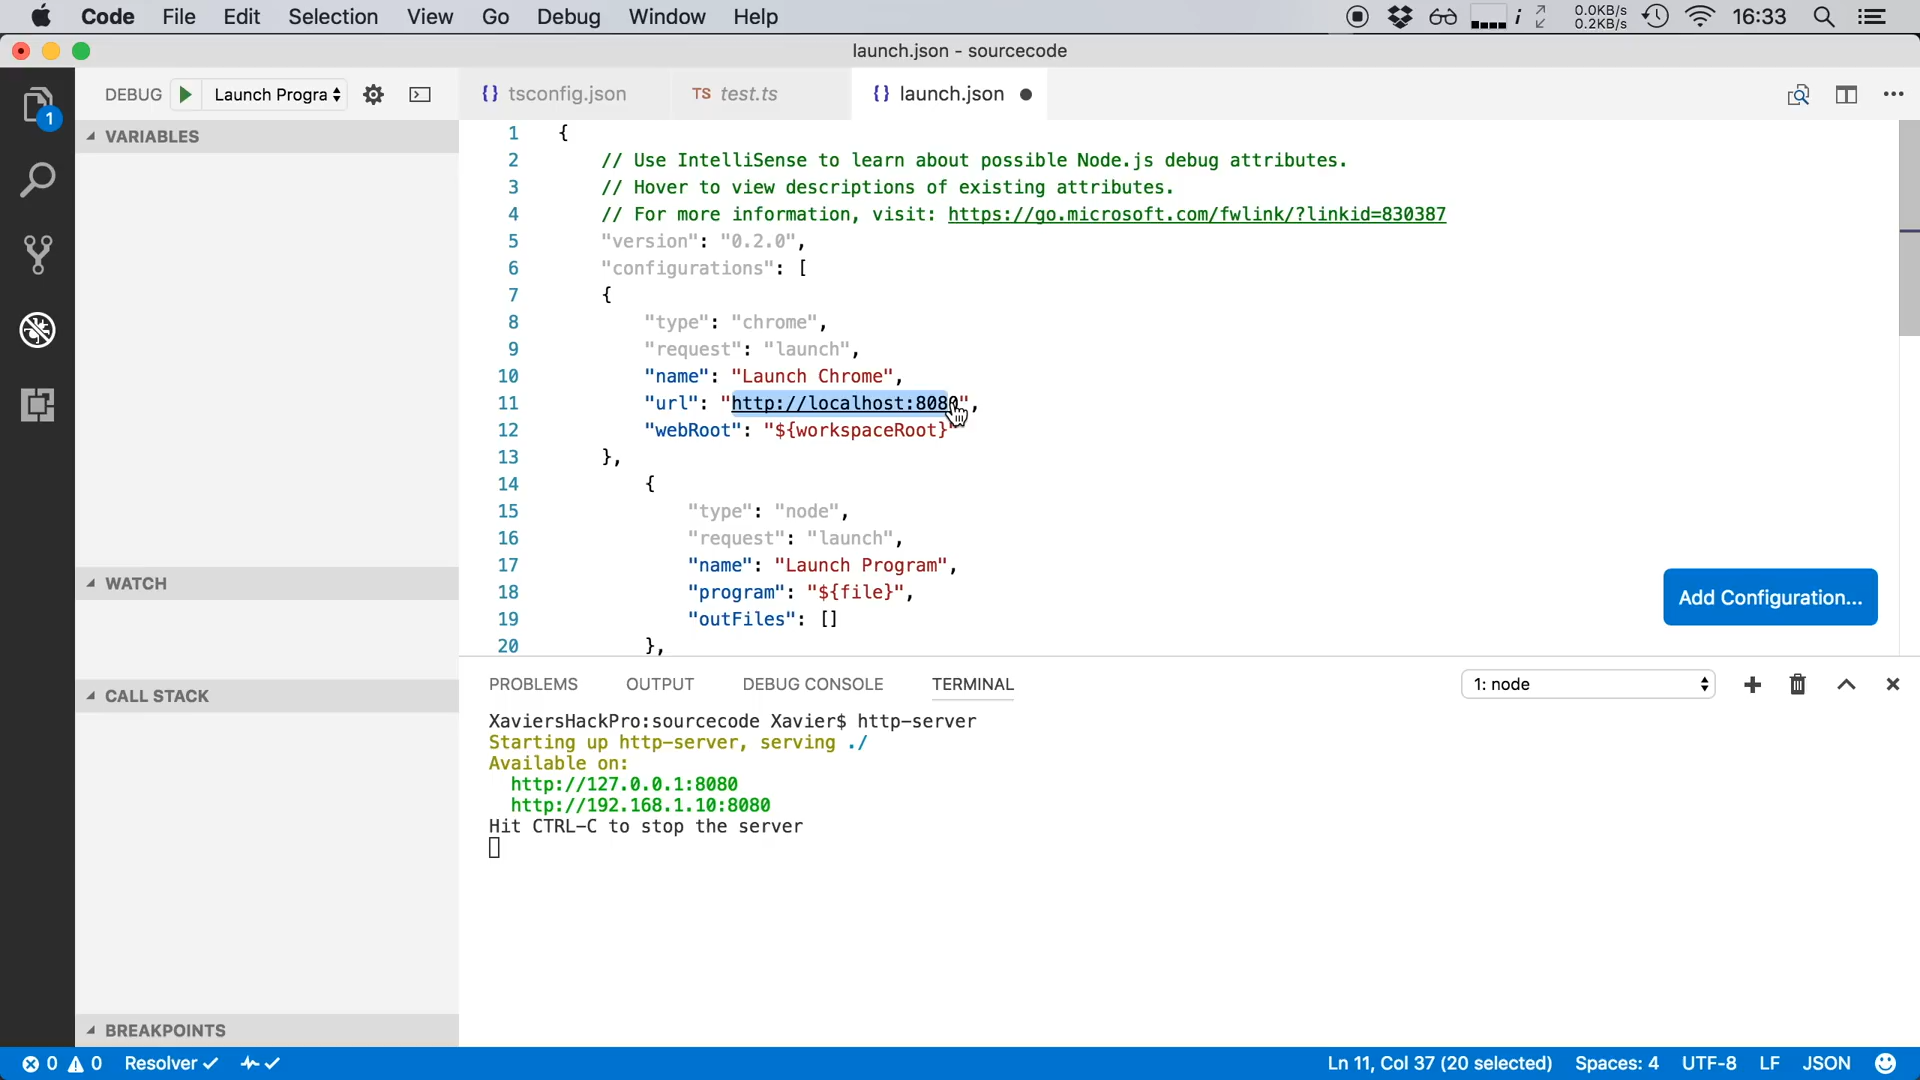 Code File Edit Selection View Go Debug Window Help
0.0KB/s
0.2KB/s
16:33
launch.json - sourcecode
DEBUG Launch Progra
{} tsconfig.json TS test.ts {} launch.json
1
VARIABLES
WATCH
CALL STACK
BREAKPOINTS
1 {
2 // Use IntelliSense to learn about possible Node.js debug attributes.
3 // Hover to view descriptions of existing attributes.
4 // For more information, visit: https://go.microsoft.com/fwlink/?linkid=830387
5 "version": "0.2.0",
6 "configurations": [
7 {
8 "type": "chrome",
9 "request": "launch",
10 "name": "Launch Chrome",
11 "url": "http://localhost:8080",
12 "webRoot": "${workspaceRoot}"
13 },
14 {
15 "type": "node",
16 "request": "launch",
17 "name": "Launch Program",
18 "program": "${file}",
19 "outFiles": []
20 },
Add Configuration...
PROBLEMS OUTPUT DEBUG CONSOLE TERMINAL 1: node
XaviersHackPro:sourcecode Xavier$ http-server
Starting up http-server, serving ./
Available on:
http://127.0.0.1:8080
http://192.168.1.10:8080
Hit CTRL-C to stop the server
0 0 Resolver Ln 11, Col 37 (20 selected) Spaces: 4 UTF-8 LF JSON